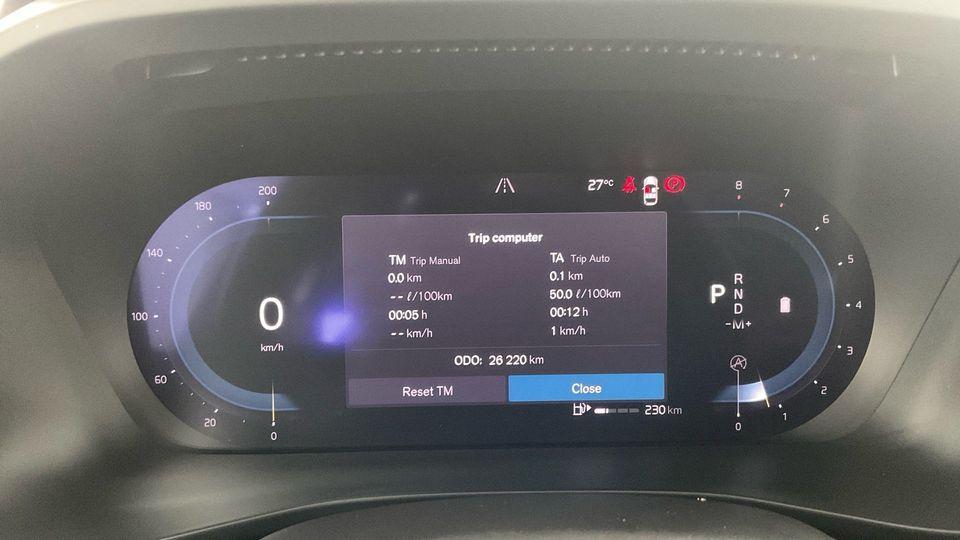 27°C
200
180
140
100
60
20
0
0
km/h
Trip computer
TM Trip Manual
0.0 km
-- ℓ/100km
00:05 h
-- km/h
TA Trip Auto
0.1 km
50.0 ℓ/100km
00:12 h
1 km/h
ODO: 26 220 km
Reset TM
Close
230 km
P
R
N
D
-M+
A
P
8
7
6
5
4
3
2
1
0